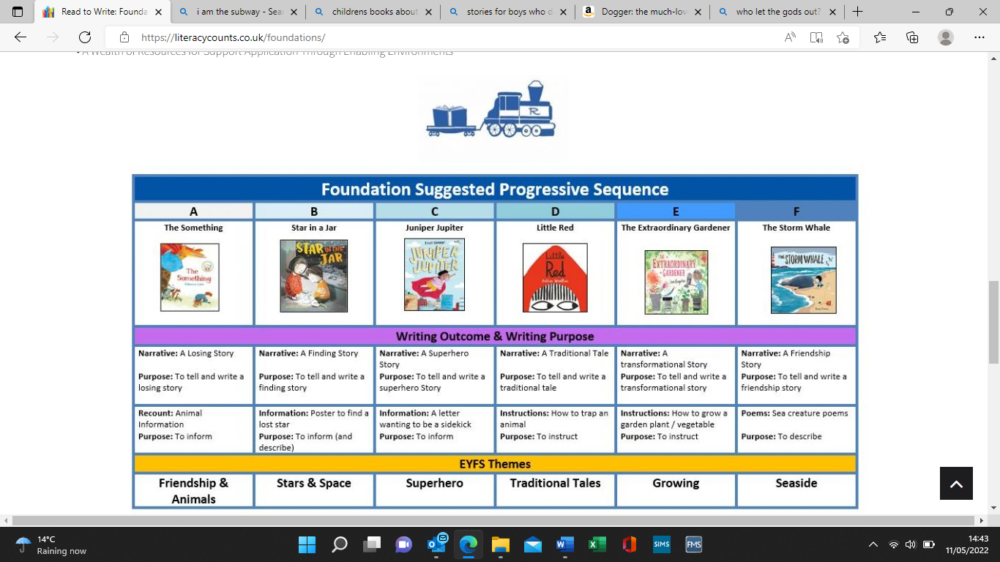 Read to Write: Founda
i am the subway - Sear
childrens books about
stories for boys who d
Dogger: the much-lov
who let the gods out?
https://literacycounts.co.uk/foundations/
• A Wealth of Resources for Support Application Through Enabling Environments
R
Foundation Suggested Progressive Sequence
A B C D E F
The Something Star in a Jar Juniper Jupiter Little Red The Extraordinary Gardener The Storm Whale
The
Something
STAR IN THE
JAR
JUNIPER
JUPITER
Little
Red
THE
EXTRAORDINARY
GARDENER
THE STORM WHALE
Writing Outcome & Writing Purpose
Narrative: A Losing Story
Purpose: To tell and write a
losing story
Narrative: A Finding Story
Purpose: To tell and write a
finding story
Narrative: A Superhero
Story
Purpose: To tell and write a
superhero Story
Narrative: A Traditional Tale
Purpose: To tell and write a
traditional tale
Narrative: A
transformational Story
Purpose: To tell and write a
transformational story
Narrative: A Friendship
Story
Purpose: To tell and write a
friendship story
Recount: Animal
Information
Purpose: To inform
Information: Poster to find a
lost star
Purpose: To inform (and
describe)
Information: A letter
wanting to be a sidekick
Purpose: To inform
Instructions: How to trap an
animal
Purpose: To instruct
Instructions: How to grow a
garden plant / vegetable
Purpose: To instruct
Poems: Sea creature poems
Purpose: To describe
EYFS Themes
Friendship &
Animals
Stars & Space
Superhero
Traditional Tales
Growing
Seaside
14°C
Raining now
SIMS
FMS
14:43
11/05/2022